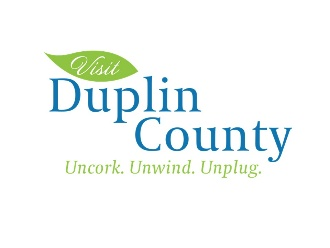 Visit
Duplin
County
Uncork. Unwind. Unplug.